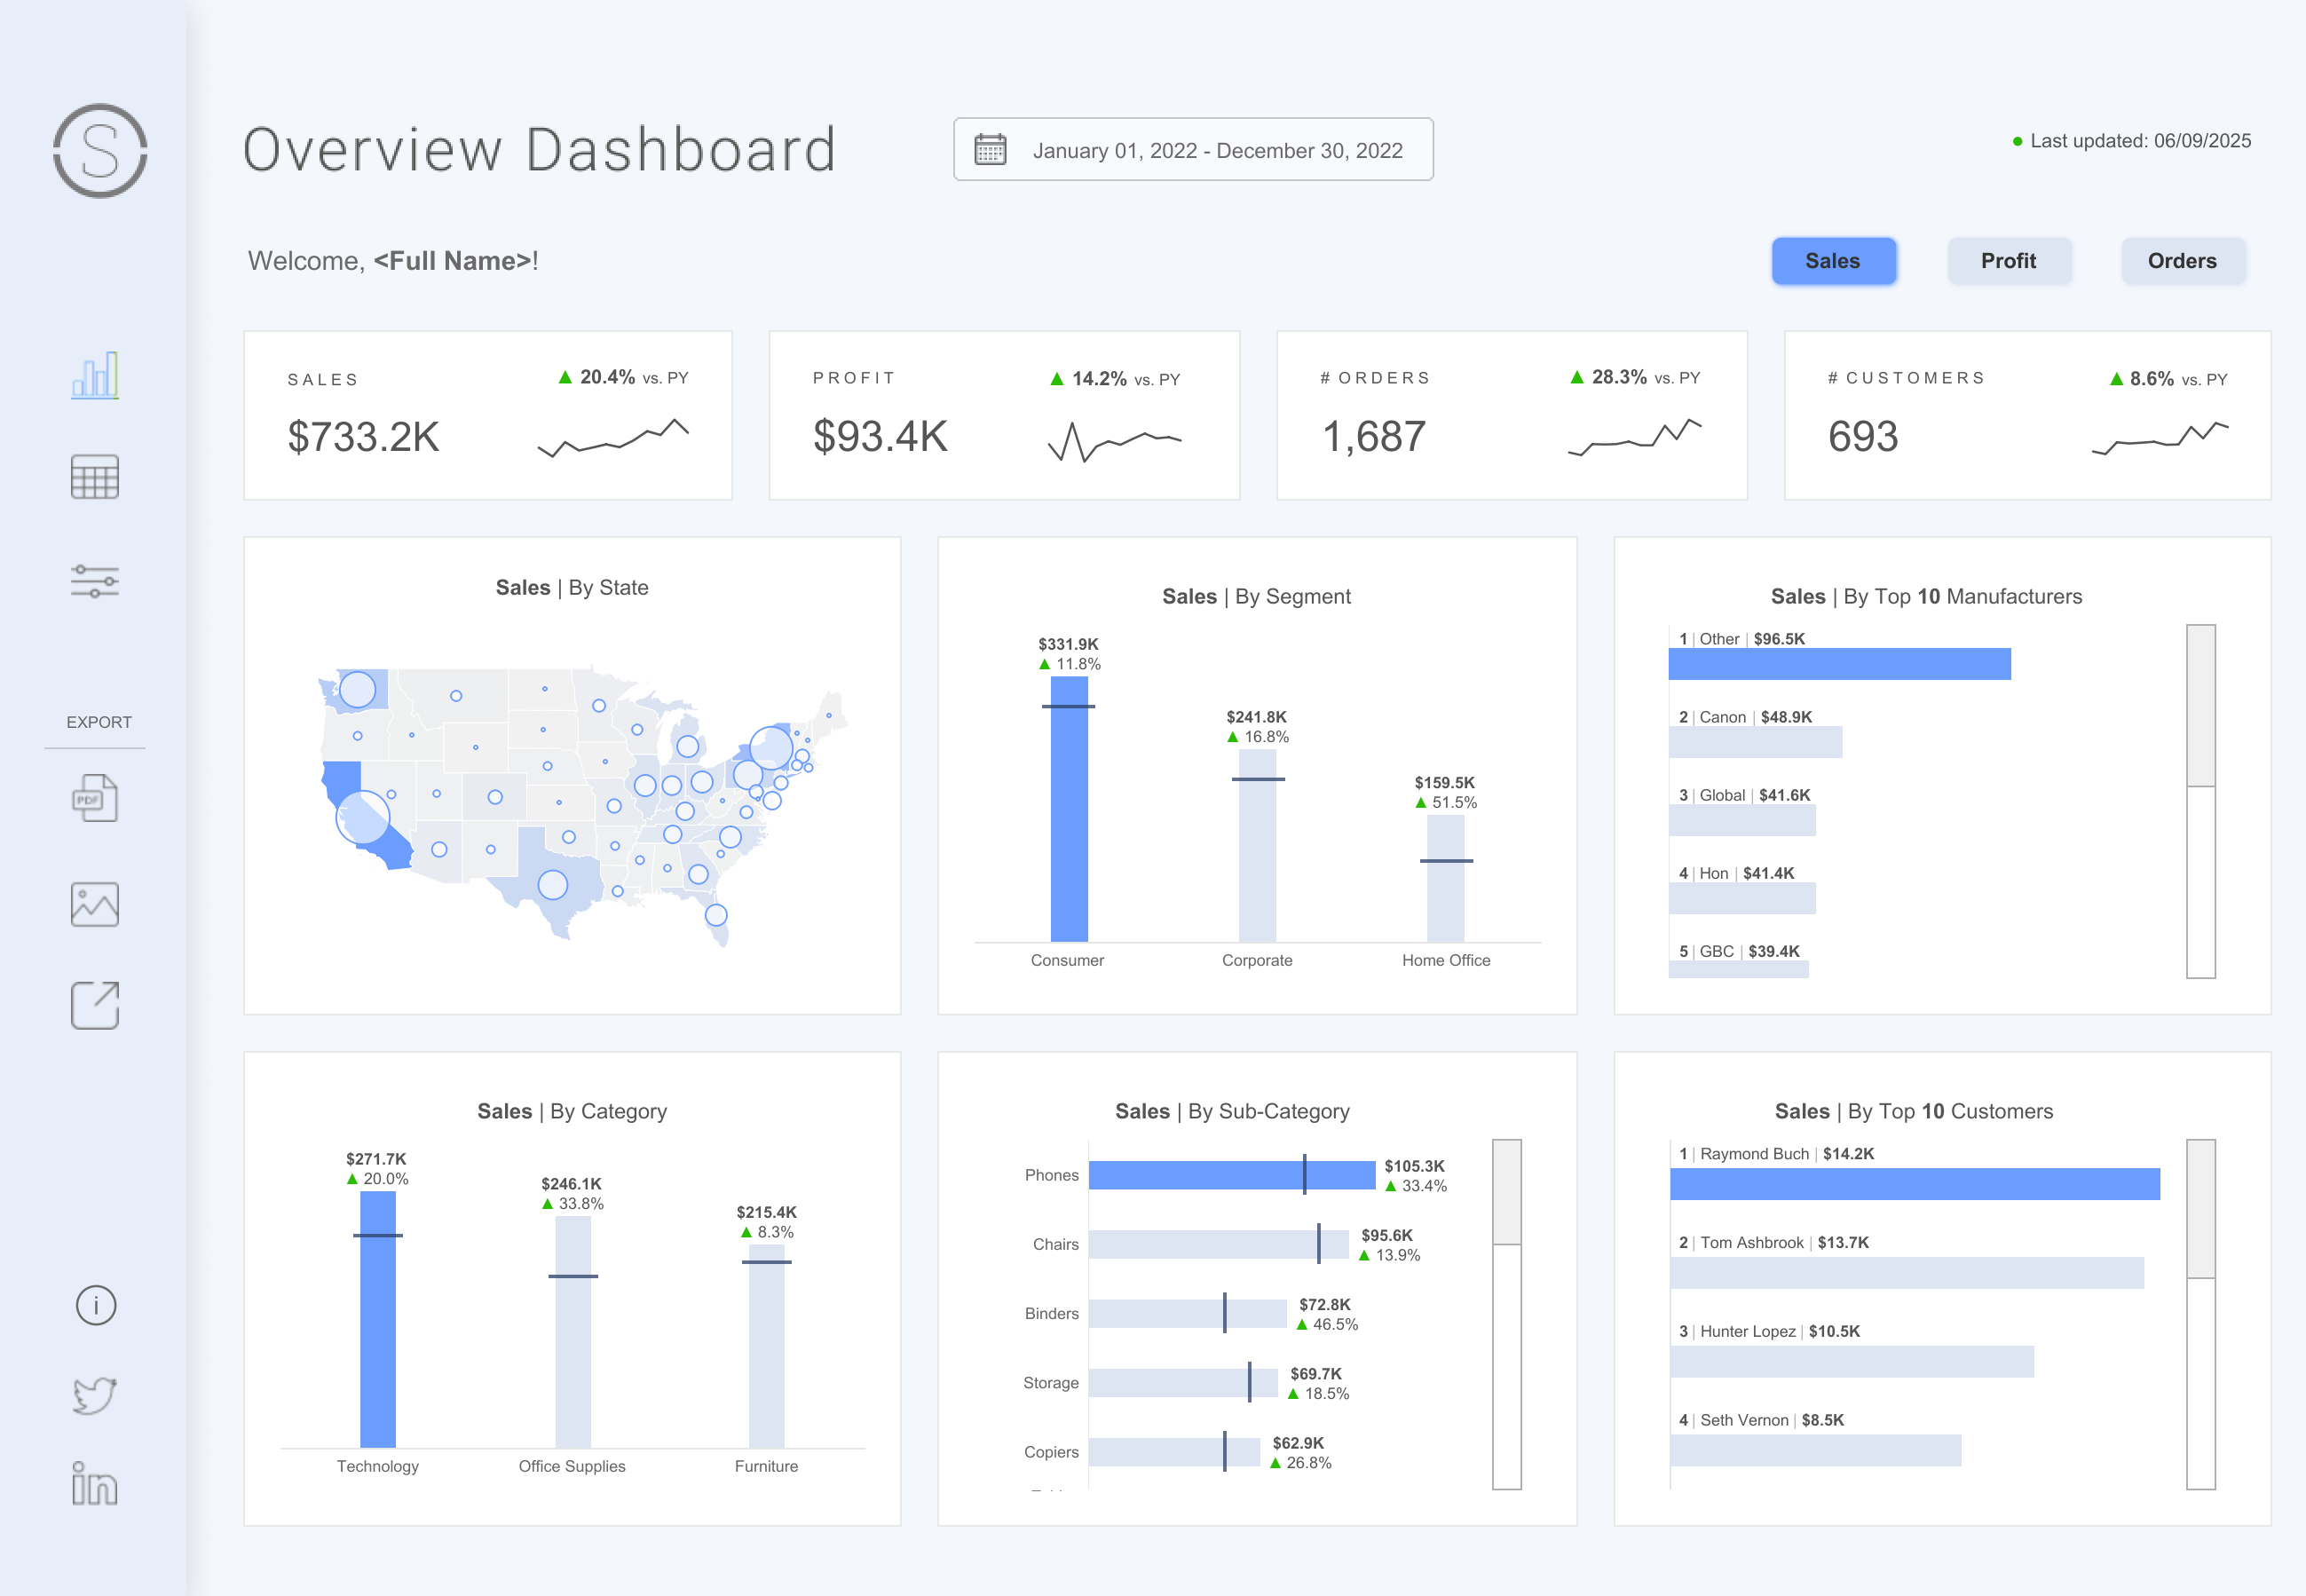 S
Overview Dashboard
January 01, 2022 - December 30, 2022
Last updated: 06/09/2025
Welcome, <Full Name>!
Sales
Profit
Orders
SALES
▲ 20.4% vs. PY
$733.2K
PROFIT
▲ 14.2% vs. PY
$93.4K
# ORDERS
▲ 28.3% vs. PY
1,687
# CUSTOMERS
▲ 8.6% vs. PY
693
EXPORT
PDF
i
in
Sales | By State
Sales | By Segment
$331.9K
▲ 11.8%
$241.8K
▲ 16.8%
$159.5K
▲ 51.5%
Consumer
Corporate
Home Office
Sales | By Top 10 Manufacturers
1 | Other | $96.5K
2 | Canon | $48.9K
3 | Global | $41.6K
4 | Hon | $41.4K
5 | GBC | $39.4K
Sales | By Category
$271.7K
▲ 20.0%
$246.1K
▲ 33.8%
$215.4K
▲ 8.3%
Technology
Office Supplies
Furniture
Sales | By Sub-Category
Phones
$105.3K
▲ 33.4%
Chairs
$95.6K
▲ 13.9%
Binders
$72.8K
▲ 46.5%
Storage
$69.7K
▲ 18.5%
Copiers
$62.9K
▲ 26.8%
Sales | By Top 10 Customers
1 | Raymond Buch | $14.2K
2 | Tom Ashbrook | $13.7K
3 | Hunter Lopez | $10.5K
4 | Seth Vernon | $8.5K